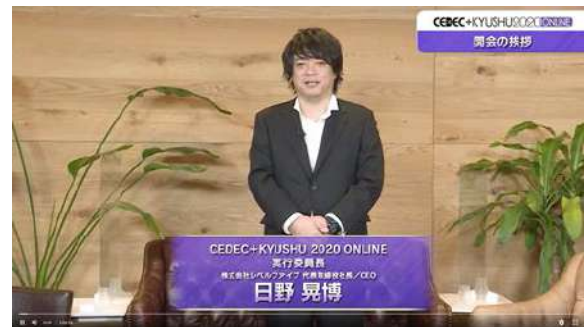 CEDEC+KYUSHU2020 ONLINE
開会の挨拶
CEDEC+KYUSHU 2020 ONLINE
実行委員長
株式会社レベルファイブ 代表取締役社長/CEO
日野 晃博